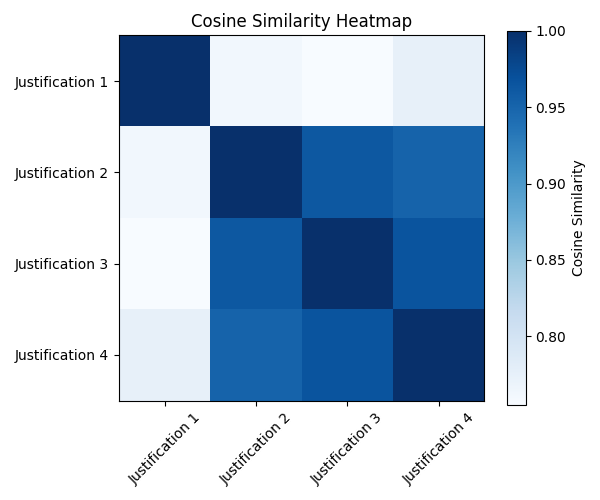 Cosine Similarity Heatmap
Justification 1
Justification 2
Justification 3
Justification 4
Justification 1
Justification 2
Justification 3
Justification 4
1.00
0.95
0.90
0.85
0.80
Cosine Similarity